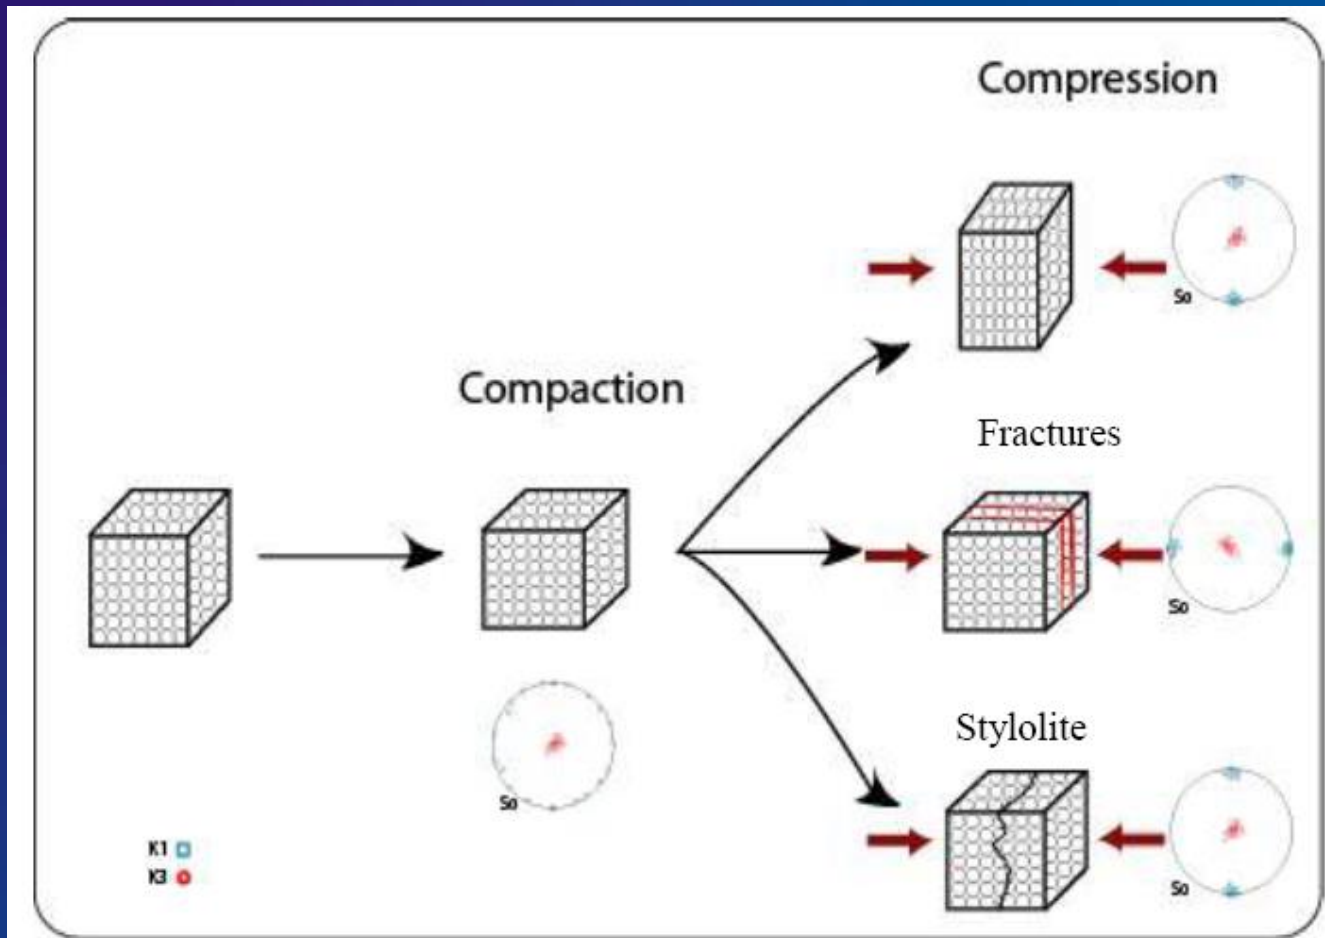 Compression
So
Compaction
Fractures
So
So
Stylolite
So
K1
K3